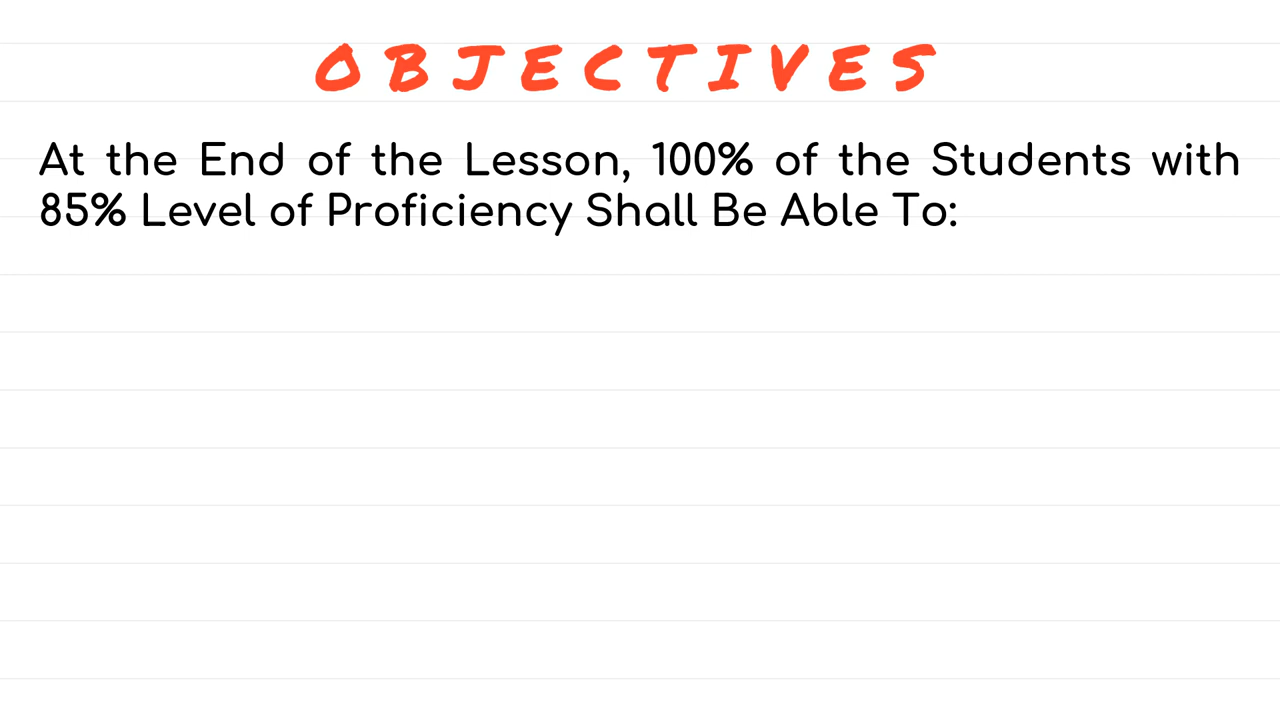 OBJECTIVES
At the End of the Lesson, 100% of the Students with
85% Level of Proficiency Shall Be Able To: